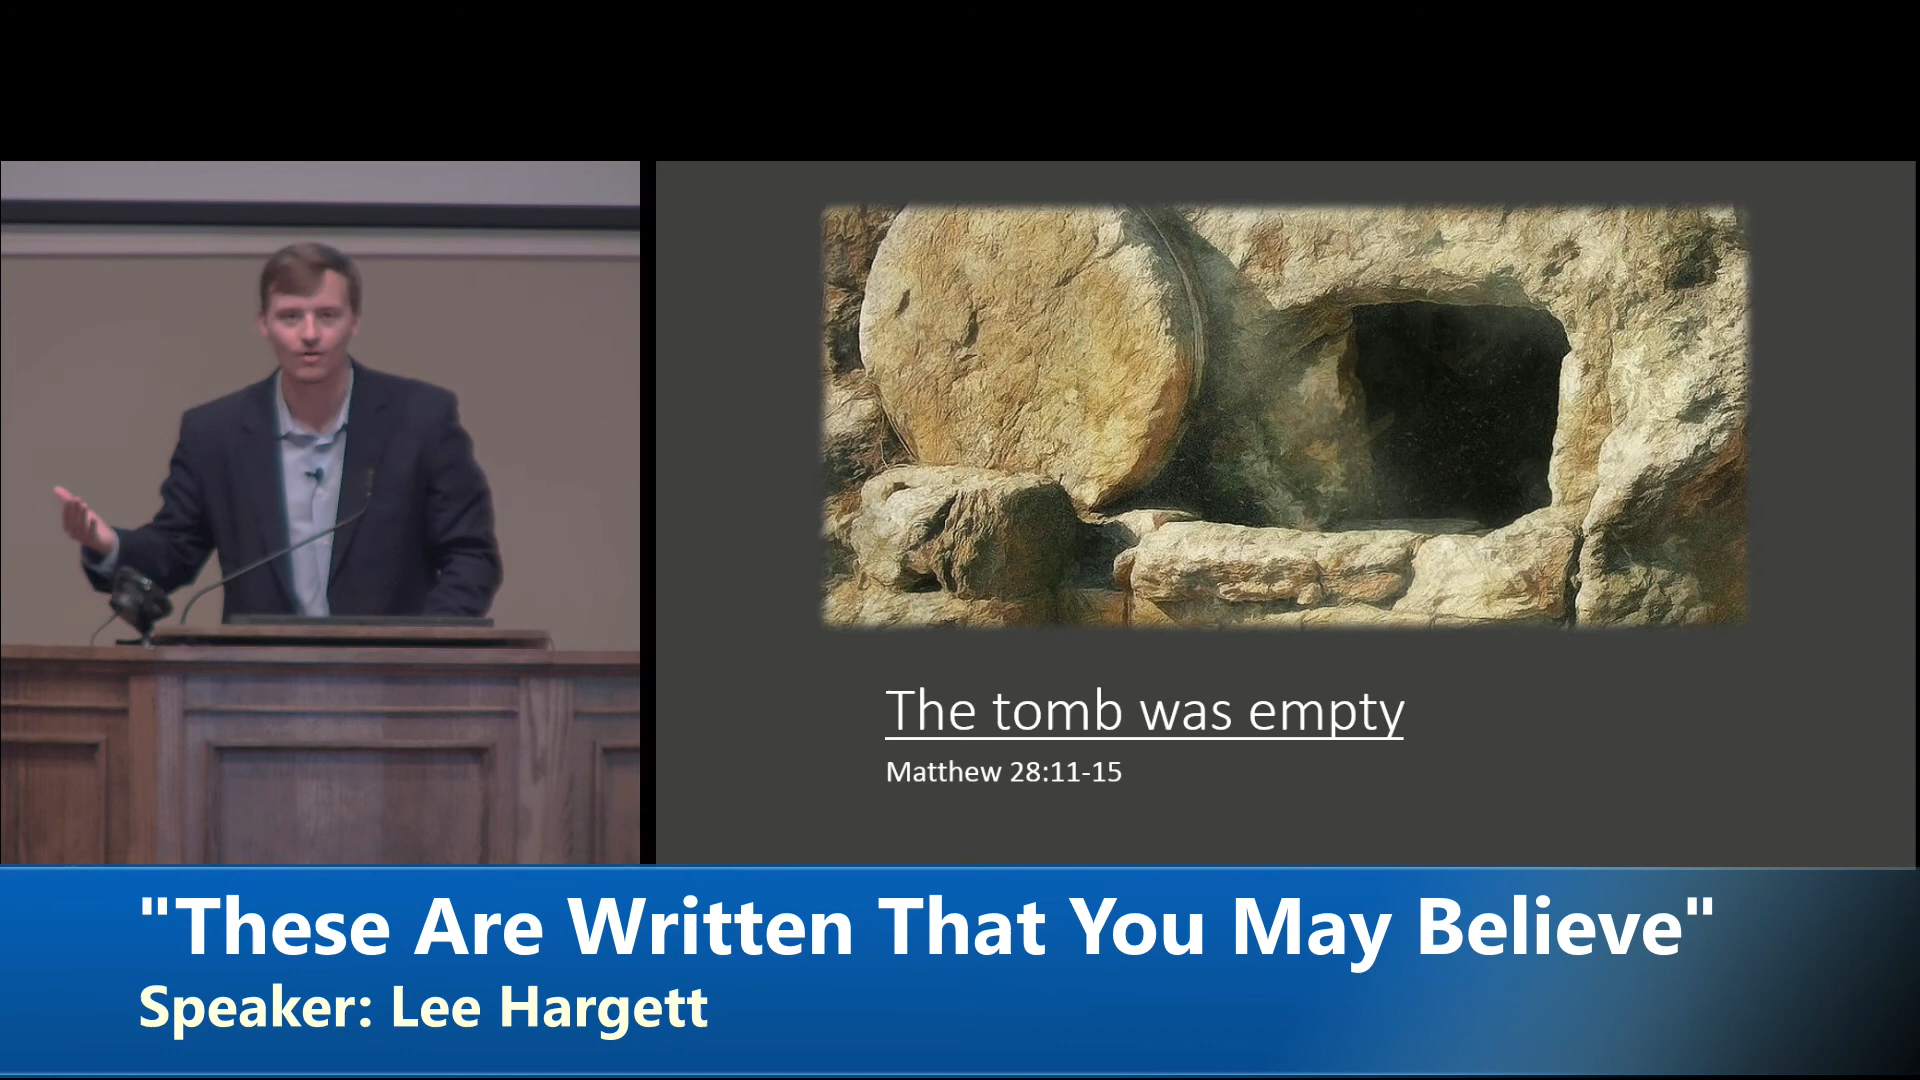 The tomb was empty
Matthew 28:11-15
"These Are Written That You May Believe"
Speaker: Lee Hargett